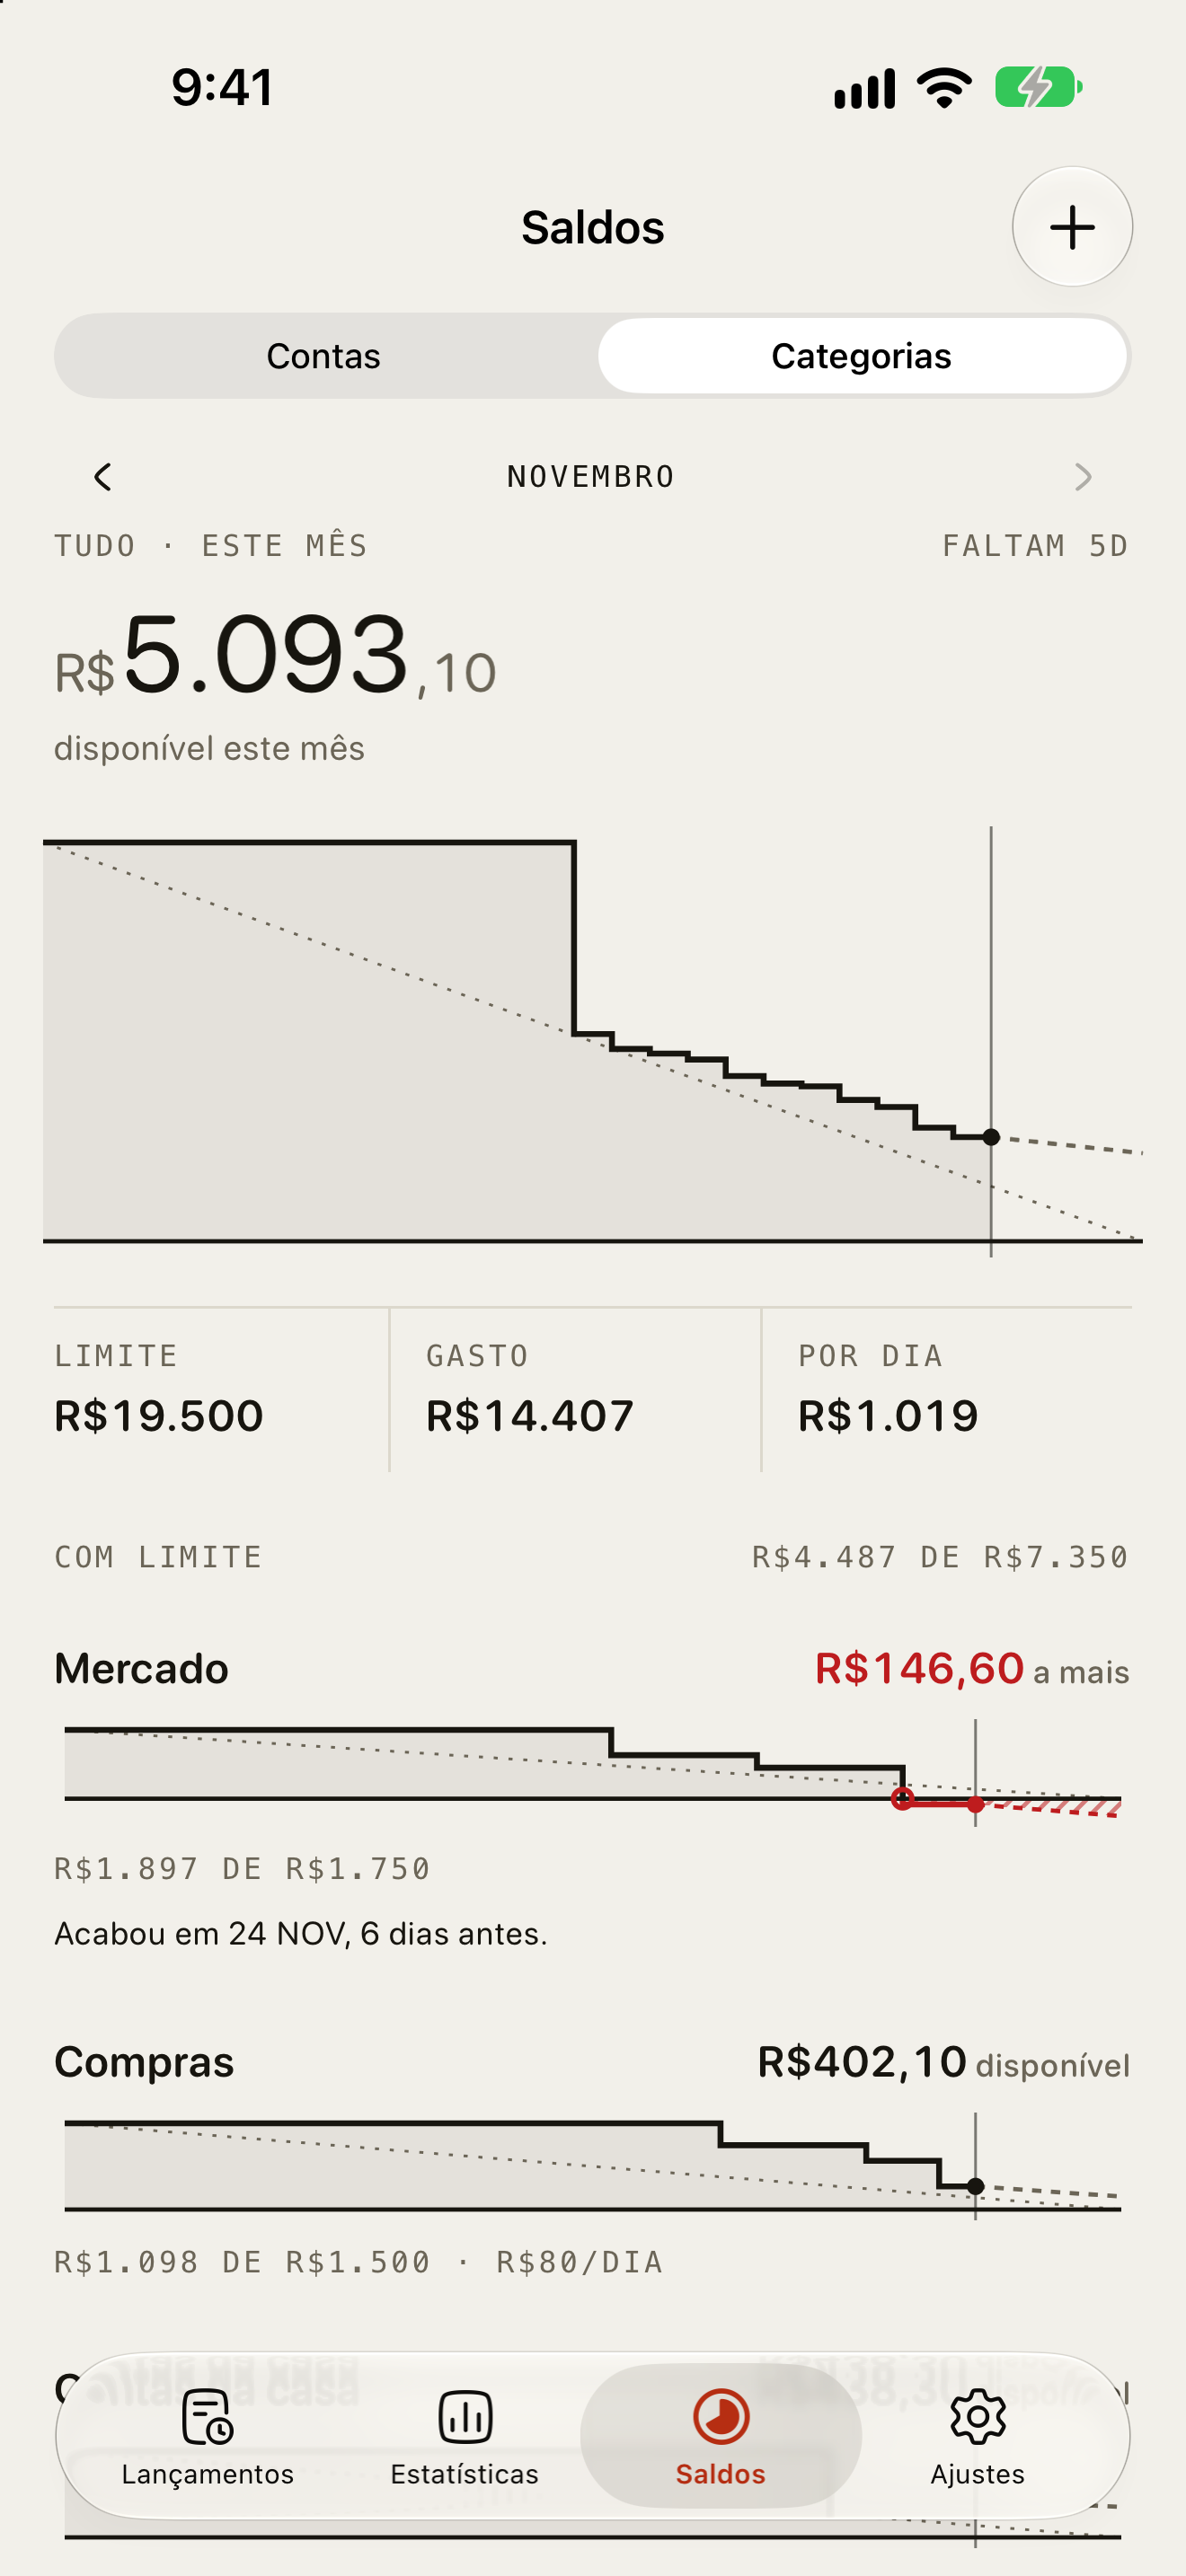 9:41
Saldos
Contas
Categorias
NOVEMBRO
TUDO · ESTE MÊS
FALTAM 5D
R$5.093,10
disponível este mês
LIMITE
GASTO
POR DIA
R$19.500
R$14.407
R$1.019
COM LIMITE
R$4.487 DE R$7.350
Mercado
R$146,60 a mais
R$1.897 DE R$1.750
Acabou em 24 NOV, 6 dias antes.
Compras
R$402,10 disponível
R$1.098 DE R$1.500 · R$80/DIA
Lançamentos
Estatísticas
Saldos
Ajustes